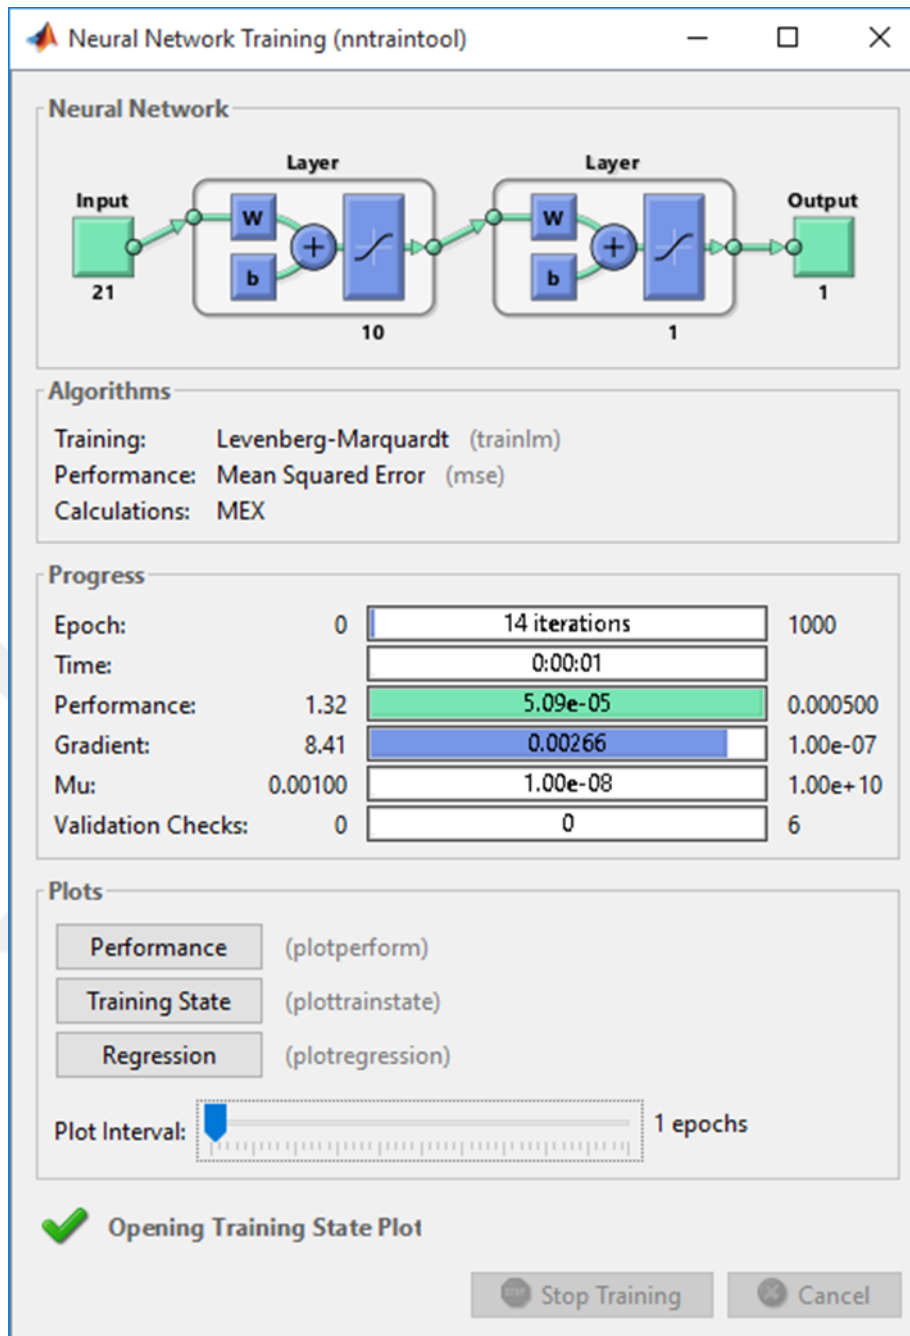 Neural Network Training (nntraintool)
Neural Network
Layer Layer
Input Output
W W
+ +
b b
21 1
10 1
Algorithms
Training: Levenberg-Marquardt (trainlm)
Performance: Mean Squared Error (mse)
Calculations: MEX
Progress
Epoch: 0 14 iterations 1000
Time: 0:00:01
Performance: 1.32 5.09e-05 0.000500
Gradient: 8.41 0.00266 1.00e-07
Mu: 0.00100 1.00e-08 1.00e+10
Validation Checks: 0 0 6
Plots
Performance (plotperform)
Training State (plottrainstate)
Regression (plotregression)
Plot Interval: 1 epochs
Opening Training State Plot
Stop Training Cancel